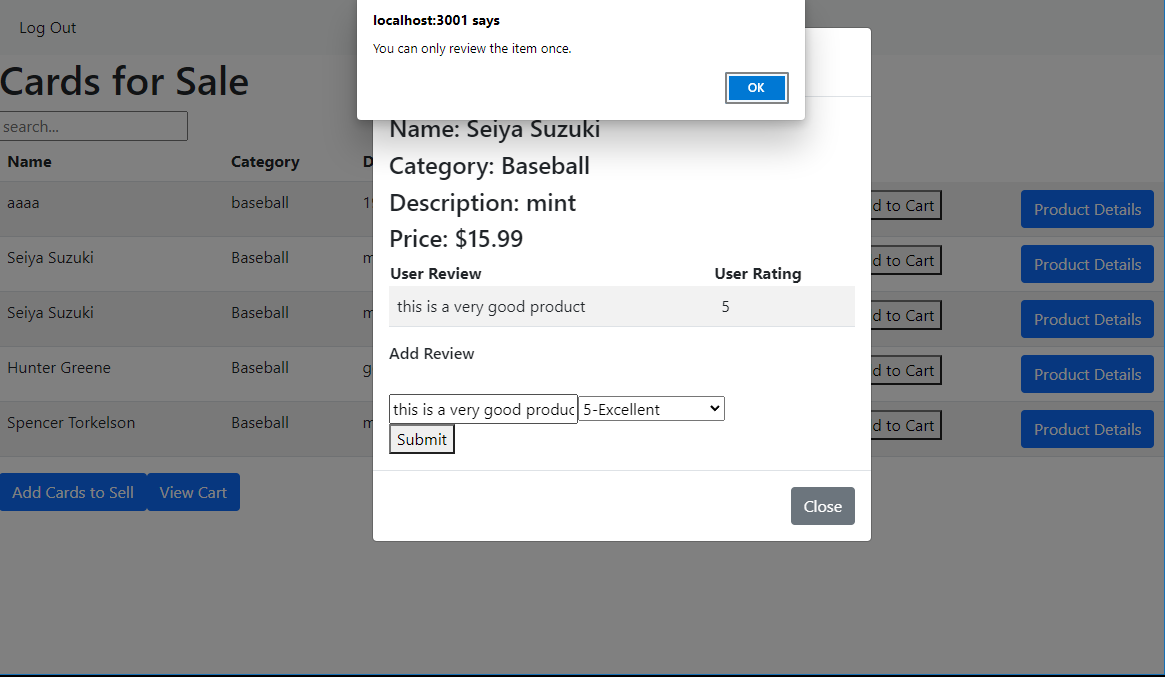 localhost:3001 says
You can only review the item once.
OK
Log Out
Cards for Sale
search...
Name Category D
aaaa baseball 19 d to Cart Product Details
Seiya Suzuki Baseball m d to Cart Product Details
Seiya Suzuki Baseball m d to Cart Product Details
Hunter Greene Baseball g d to Cart Product Details
Spencer Torkelson Baseball m d to Cart Product Details
Add Cards to Sell View Cart
Name: Seiya Suzuki
Category: Baseball
Description: mint
Price: $15.99
User Review User Rating
this is a very good product 5
Add Review
this is a very good produc 5-Excellent
Submit
Close